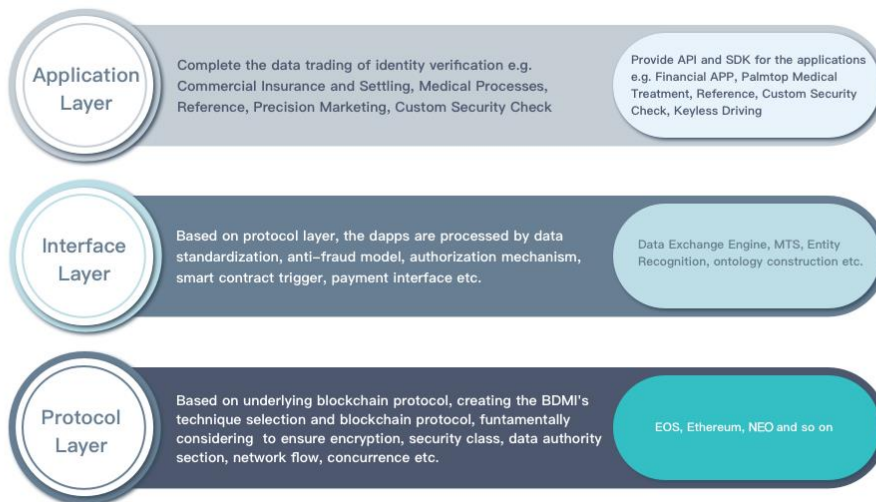 Application
Layer
Complete the data trading of identity verification e.g.
Commercial Insurance and Settling, Medical Processes,
Reference, Precision Marketing, Custom Security Check
Provide API and SDK for the applications
e.g. Financial APP, Palmtop Medical
Treatment, Reference, Custom Security
Check, Keyless Driving
Interface
Layer
Based on protocol layer, the dapps are processed by data
standardization, anti-fraud model, authorization mechanism,
smart contract trigger, payment interface etc.
Data Exchange Engine, MTS, Entity
Recognition, ontology construction etc.
Protocol
Layer
Based on underlying blockchain protocol, creating the BDMI's
technique selection and blockchain protocol, funtamentally
considering to ensure encryption, security class, data authority
section, network flow, concurrence etc.
EOS, Ethereum, NEO and so on